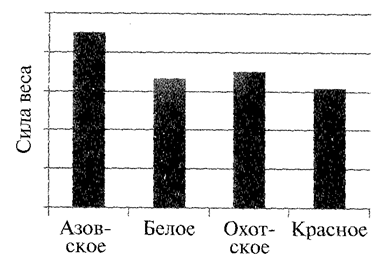 Сила веса
Азов-
ское
Белое
Охот-
ское
Красное